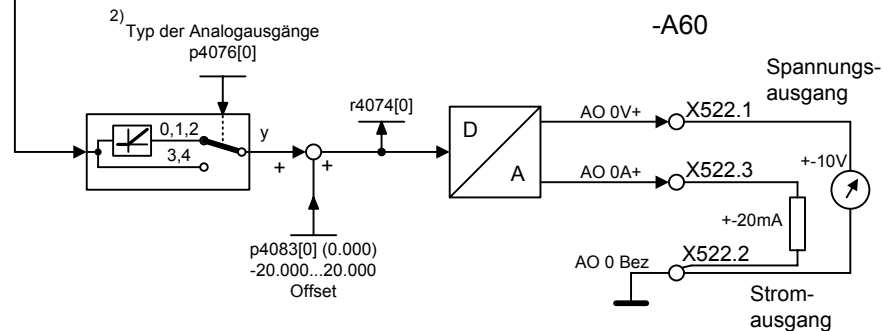 2)
Typ der Analogausgänge
p4076[0]
-A60
Spannungs-
ausgang
r4074[0]
0,1,2
3,4
y
+
+
D
A
AO 0V+
X522.1
AO 0A+
X522.3
+-10V
+-20mA
p4083[0] (0.000)
-20.000...20.000
Offset
AO 0 Bez
X522.2
Strom-
ausgang